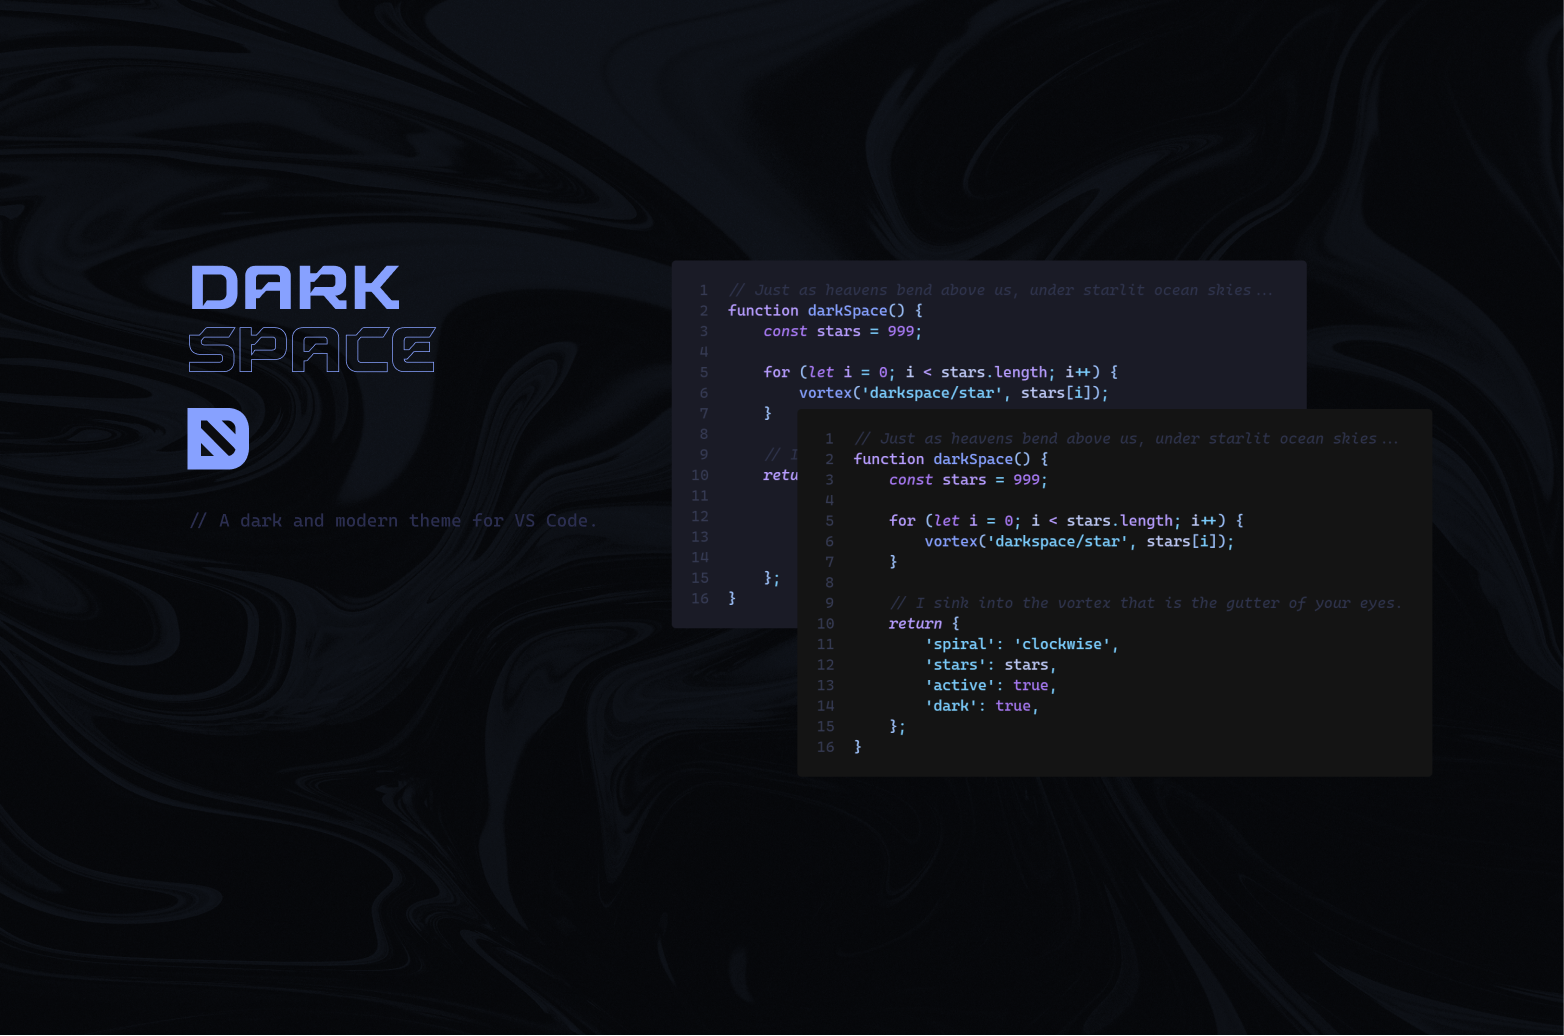 DARK
SPACE
D
// A dark and modern theme for VS Code.
1 // Just as heavens bend above us, under starlit ocean skies...
2 function darkSpace() {
3 const stars = 999;
4
5 for (let i = 0; i < stars.length; i++) {
6 vortex('darkspace/star', stars[i]);
7 }
8
9 // I
10 retu
11
12
13
14
15 };
16 }
1 // Just as heavens bend above us, under starlit ocean skies...
2 function darkSpace() {
3 const stars = 999;
4
5 for (let i = 0; i < stars.length; i++) {
6 vortex('darkspace/star', stars[i]);
7 }
8
9 // I sink into the vortex that is the gutter of your eyes.
10 return {
11 'spiral': 'clockwise',
12 'stars': stars,
13 'active': true,
14 'dark': true,
15 };
16 }